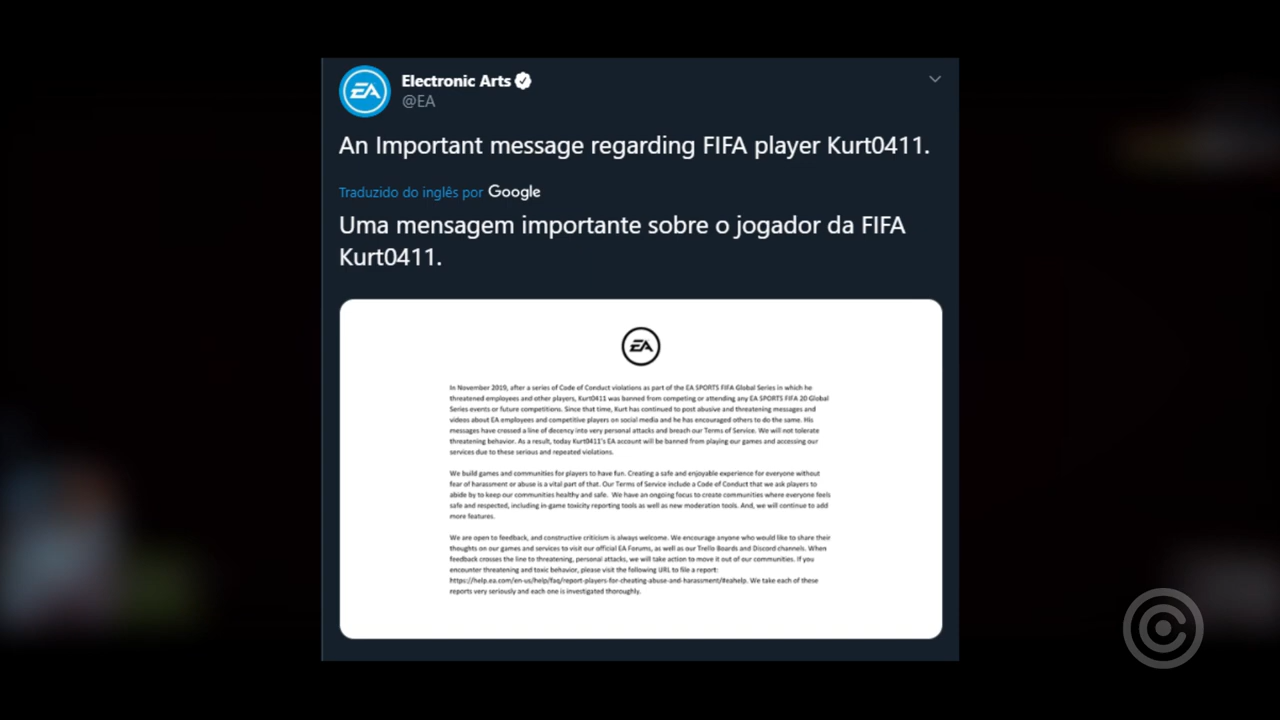 Electronic Arts
@EA
An Important message regarding FIFA player Kurt0411.
Traduzido do inglês por Google
Uma mensagem importante sobre o jogador da FIFA
Kurt0411.
EA
In November 2019, after a series of Code of Conduct violations as part of the EA SPORTS FIFA Global Series in which he
threatened employees and other players, Kurt0411 was banned from competing or attending any EA SPORTS FIFA 20 Global
Series events or future competitions. Since that time, Kurt has continued to post abusive and threatening messages and
videos about EA employees and competitive players on social media and he has encouraged others to do the same. His
messages have crossed a line of decency into very personal attacks and breach our Terms of Service. We will not tolerate
threatening behavior. As a result, today Kurt0411's EA account will be banned from playing our games and accessing our
services due to these serious and repeated violations.
We build games and communities for players to have fun. Creating a safe and enjoyable experience for everyone without
fear of harassment or abuse is a vital part of that. Our Terms of Service include a Code of Conduct that we ask players to
abide by to keep our communities healthy and safe. We have an ongoing focus to create communities where everyone feels
safe and respected, including in-game toxicity reporting tools as well as new moderation tools. And, we will continue to add
more features.
We are open to feedback, and constructive criticism is always welcome. We encourage anyone who would like to share their
thoughts on our games and services to visit our official EA Forums, as well as our Trello Boards and Discord channels. When
feedback crosses the line to threatening, personal attacks, we will take action to move it out of our communities. If you
encounter threatening and toxic behavior, please visit the following URL to file a report:
https://help.ea.com/en-us/help/faq/report-players-for-cheating-abuse-and-harassment/#eahelp. We take each of these
reports very seriously and each one is investigated thoroughly.